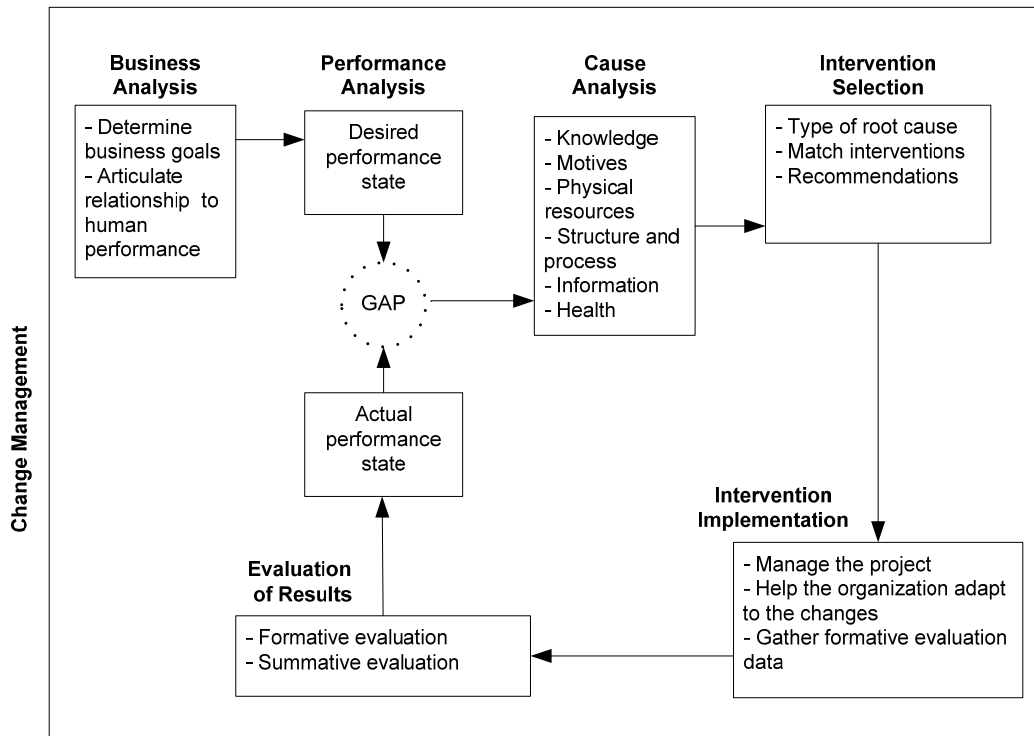 Business
Analysis
- Determine
business goals
- Articulate
relationship to
human
performance
Performance
Analysis
Desired
performance
state
GAP
Actual
performance
state
Cause
Analysis
- Knowledge
- Motives
- Physical
resources
- Structure and
process
- Information
- Health
Intervention
Selection
- Type of root cause
- Match interventions
- Recommendations
Intervention
Implementation
- Manage the project
- Help the organization adapt
to the changes
- Gather formative evaluation
data
Evaluation
of Results
- Formative evaluation
- Summative evaluation
Change Management